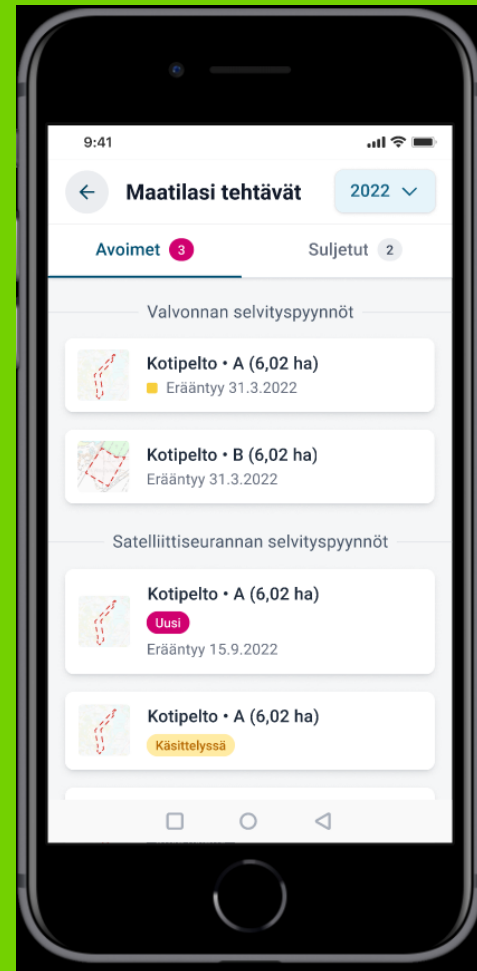 9:41
Maatilasi tehtävät
2022
Avoimet 3
Suljetut 2
Valvonnan selvityspyynnöt
Kotipelto • A (6,02 ha)
Erääntyy 31.3.2022
Kotipelto • B (6,02 ha)
Erääntyy 31.3.2022
Satelliittiseurannan selvityspyynnöt
Kotipelto • A (6,02 ha)
Uusi
Erääntyy 15.9.2022
Kotipelto • A (6,02 ha)
Käsittelyssä